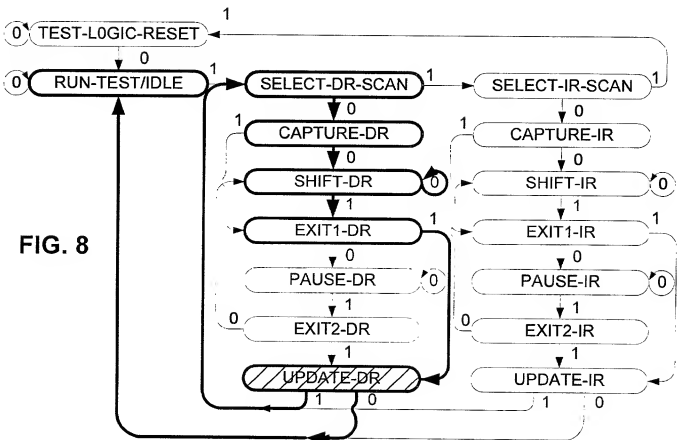 1
0 TEST-L0GIC-RESET
0
0 RUN-TEST/IDLE 1 SELECT-DR-SCAN 1 SELECT-IR-SCAN 1
0 0
1 CAPTURE-DR 1 CAPTURE-IR
0 0
SHIFT-DR 0 SHIFT-IR 0
1 1
EXIT1-DR 1 EXIT1-IR 1
FIG. 8
0 0
PAUSE-DR 0 PAUSE-IR 0
1 1
0 EXIT2-DR 0 EXIT2-IR
1 1
UPDATE-DR UPDATE-IR
1 0 1 0